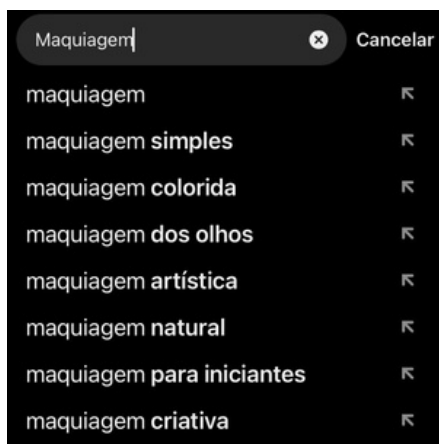 Maquiagem Cancelar
maquiagem
maquiagem simples
maquiagem colorida
maquiagem dos olhos
maquiagem artística
maquiagem natural
maquiagem para iniciantes
maquiagem criativa